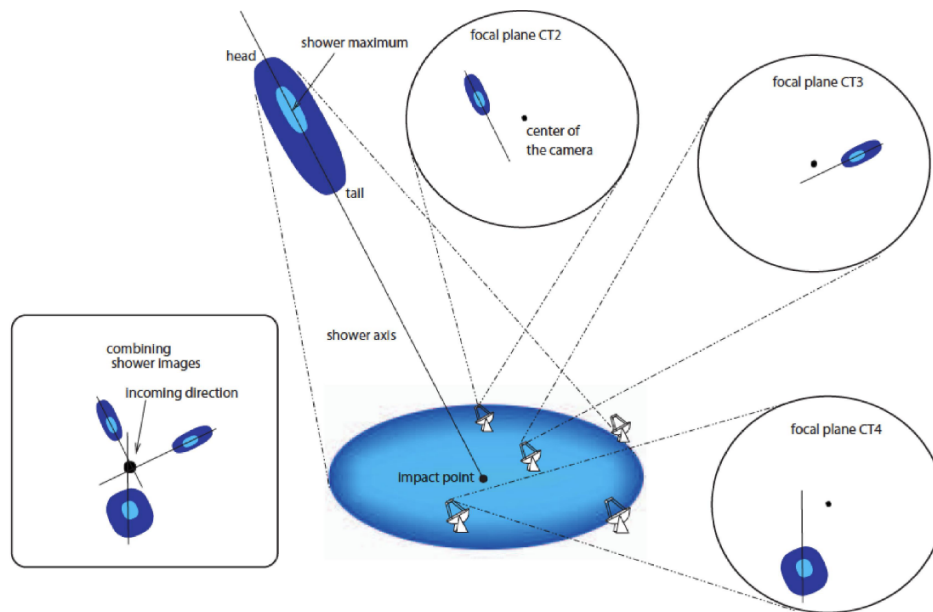 shower maximum
head
tail
focal plane CT2
center of
the camera
focal plane CT3
shower axis
combining
shower images
incoming direction
impact point
focal plane CT4